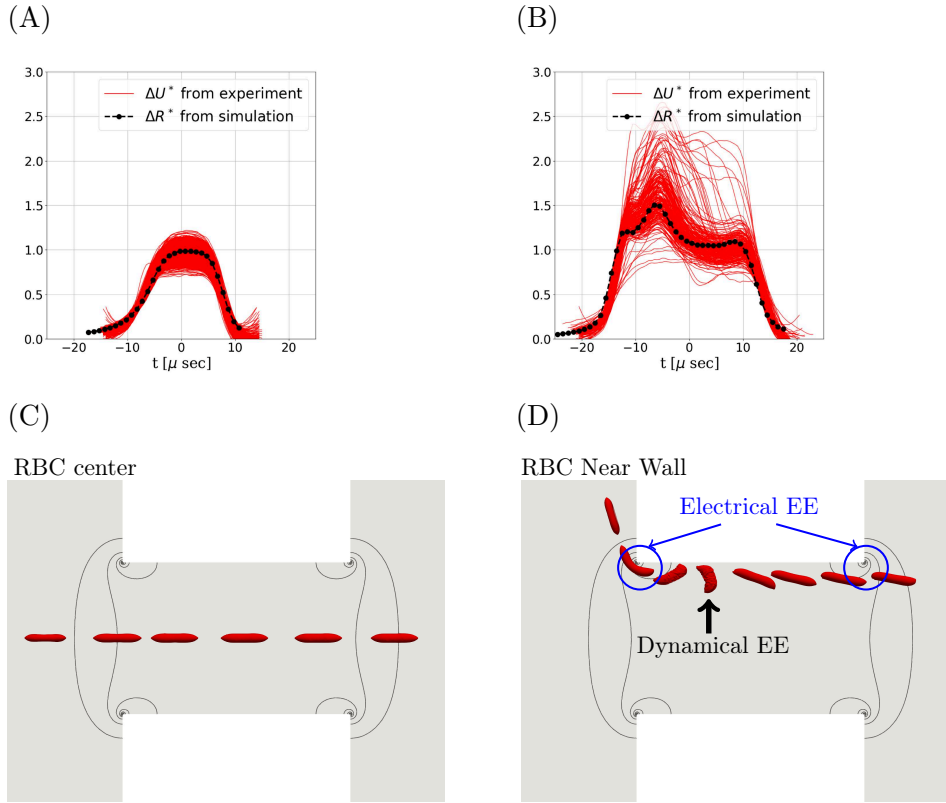 (A)
(B)
3.0
2.5
2.0
1.5
1.0
0.5
0.0
ΔU* from experiment
ΔR* from simulation
−20
−10
0
10
20
t [μ sec]
3.0
2.5
2.0
1.5
1.0
0.5
0.0
ΔU* from experiment
ΔR* from simulation
−20
−10
0
10
20
t [μ sec]
(C)
(D)
RBC center
RBC Near Wall
Electrical EE
Dynamical EE